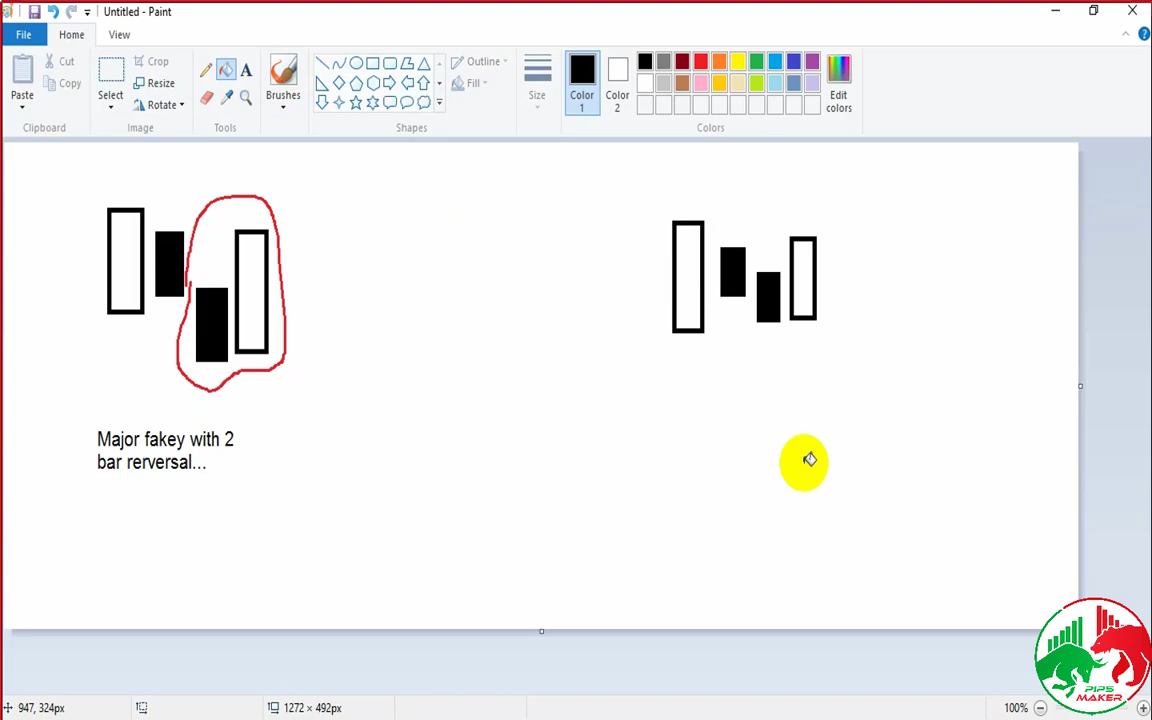 Untitled - Paint
File
Home
View
Paste
Cut
Copy
Clipboard
Select
Crop
Resize
Rotate
Image
A
Tools
Brushes
Shapes
Outline
Fill
Size
Color
1
Color
2
Edit
colors
Colors
Major fakey with 2
bar rerversal...
PIPS
MAKER
947, 324px
1272 × 492px
100%